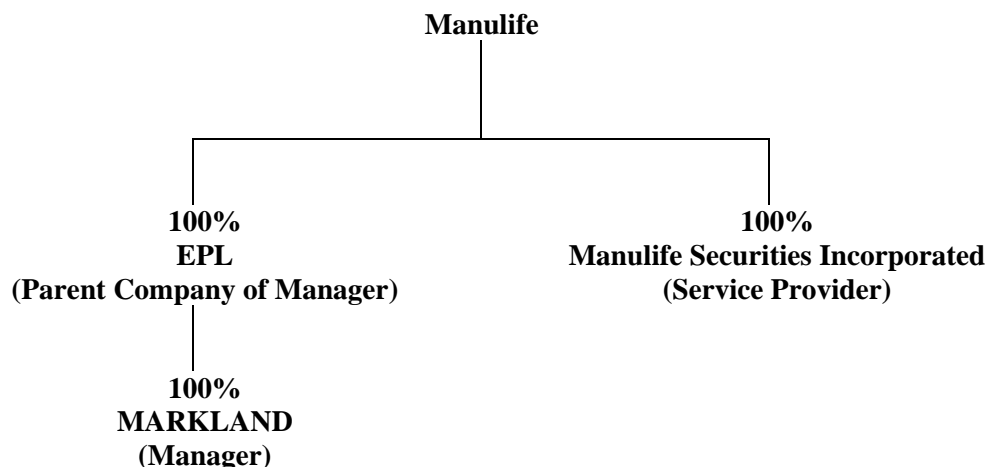 Manulife
100%
EPL
(Parent Company of Manager)
100%
Manulife Securities Incorporated
(Service Provider)
100%
MARKLAND
(Manager)